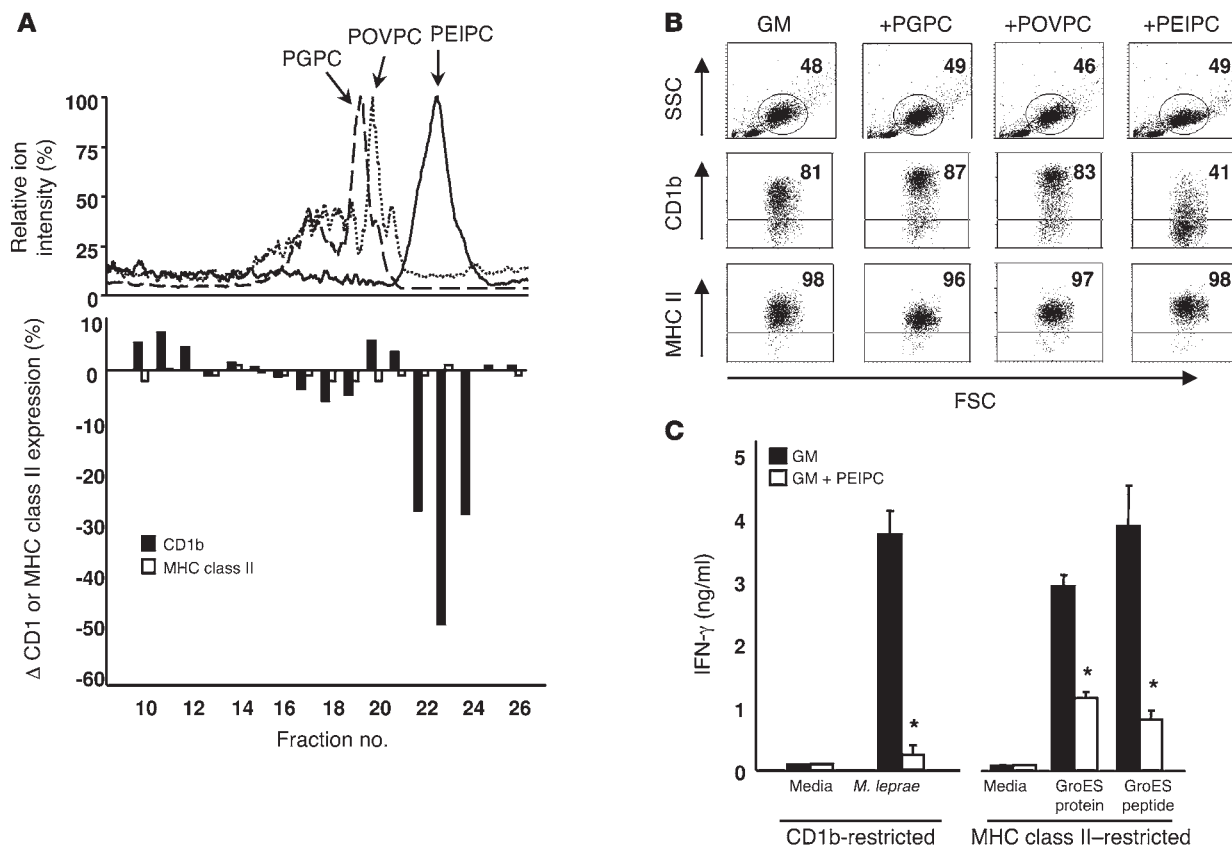 A
PGPC
POVPC
PEIPC
Relative ion
intensity (%)
100
75
50
25
0
Δ CD1 or MHC class II expression (%)
10
0
-10
-20
-30
-40
-50
-60
CD1b
MHC class II
10 12 14 16 18 20 22 24 26
Fraction no.
B
GM +PGPC +POVPC +PEIPC
SSC
48 49 46 49
CD1b
81 87 83 41
MHC II
98 96 97 98
FSC
C
IFN-γ (ng/ml)
5
4
3
2
1
0
GM
GM + PEIPC
* * *
Media M. leprae Media GroES protein GroES peptide
CD1b-restricted MHC class II–restricted